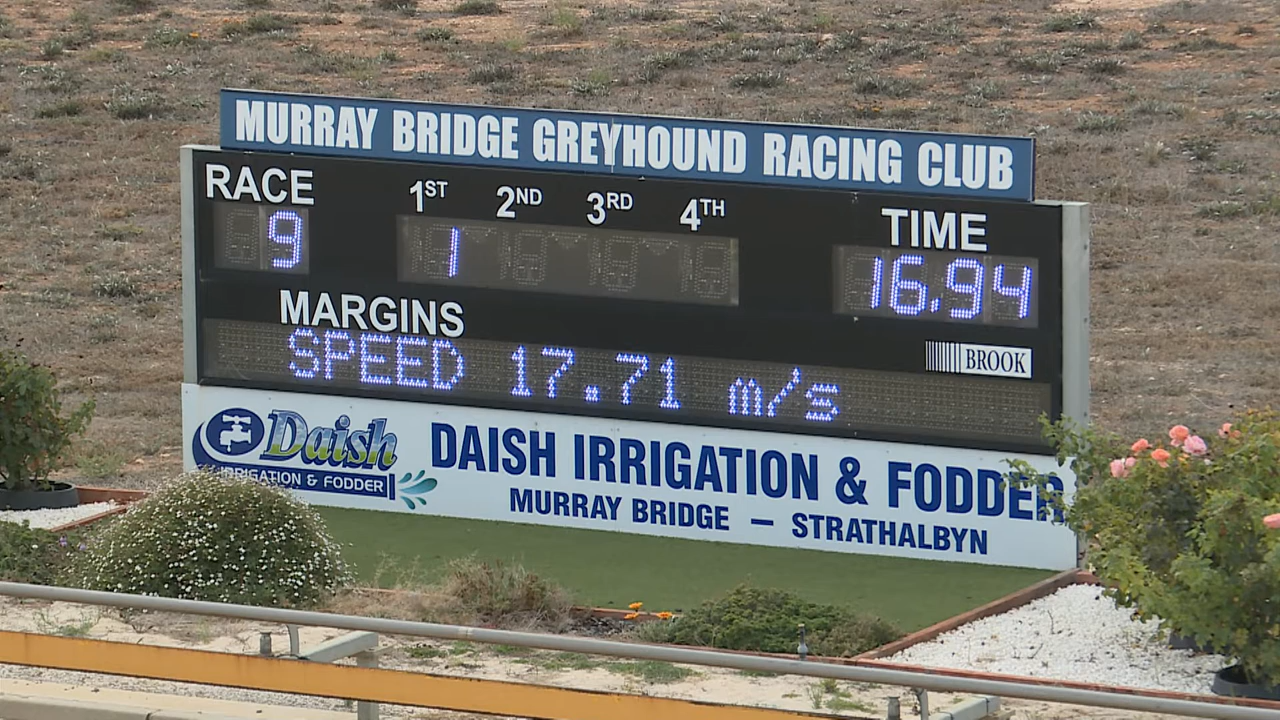 MURRAY BRIDGE GREYHOUND RACING CLUB
RACE 1ST 2ND 3RD 4TH TIME
9 1 16.94
MARGINS
BROOK
SPEED 17.71 m/s
Daish
IRRIGATION & FODDER
DAISH IRRIGATION & FODDER
MURRAY BRIDGE – STRATHALBYN